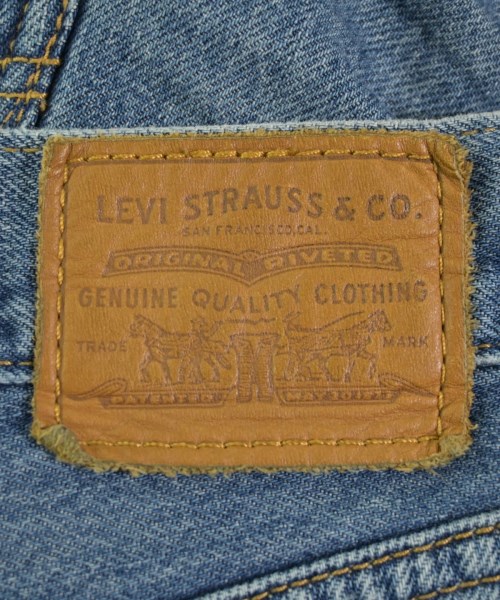 LEVI STRAUSS & CO.
SAN FRANCISCO, CAL.
ORIGINAL RIVETED
GENUINE QUALITY CLOTHING
TRADE MARK
PATENTED MAY 20 1873